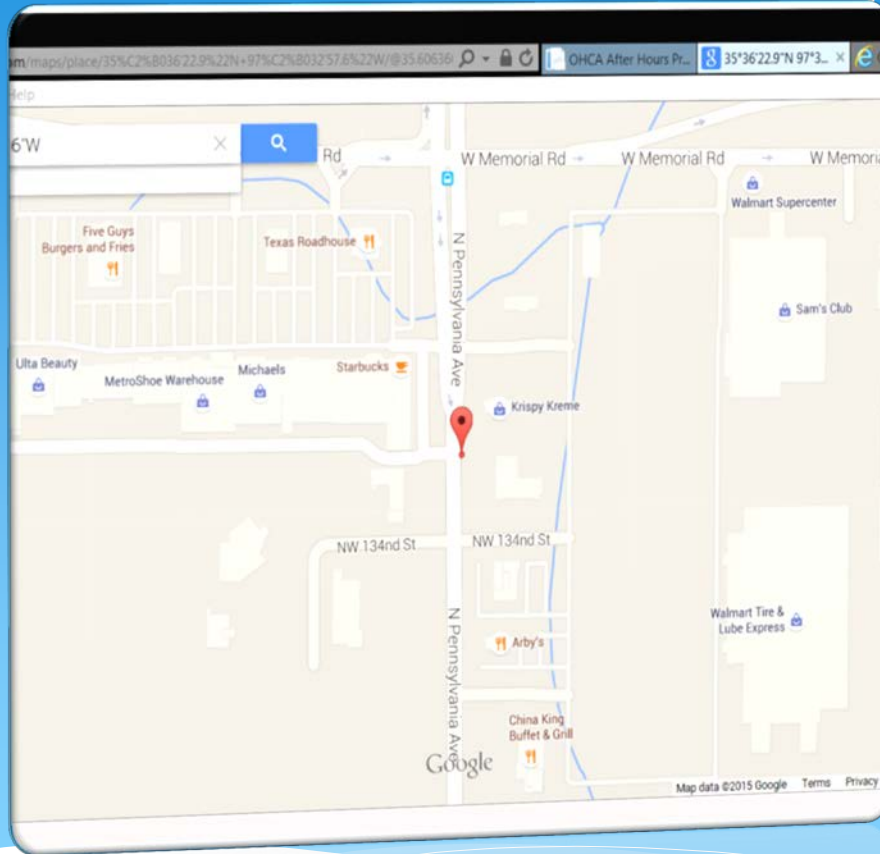 om/maps/place/35%C2%B036'22.9%22N+97%C2%B032'57.6%22W/@35.60636
OHCA After Hours Pr...
35°36'22.9"N 97°3...
Help
6"W
Rd
W Memorial Rd
W Memorial Rd
W Memoria
Walmart Supercenter
Five Guys
Burgers and Fries
Texas Roadhouse
N Pennsylvania Ave
Sam's Club
Ulta Beauty
MetroShoe Warehouse
Michaels
Starbucks
Krispy Kreme
NW 134nd St
NW 134nd St
Walmart Tire &
Lube Express
N Pennsylvania Ave
Arby's
China King
Buffet & Grill
Google
Map data ©2015 Google
Terms
Privacy